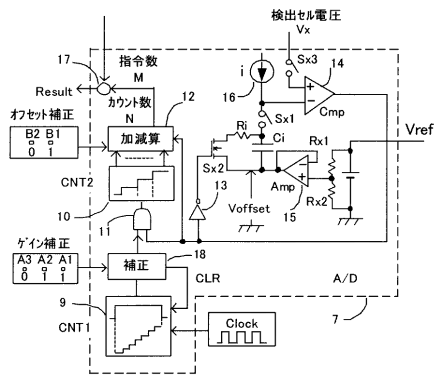 検出セル電圧
Vx
17
指令数
M
Result
カウント数
N
12
オフセット補正
B2 B1
0 1
加減算
CNT2
10
11
13
i
16
Sx3
14
Cmp
Sx1
Ri
Ci
Sx2
Rx1
Amp
Rx2
15
Voffset
Vref
ゲイン補正
A3 A2 A1
0 1 1
補正
18
CLR
A/D
9
CNT1
Clock
7